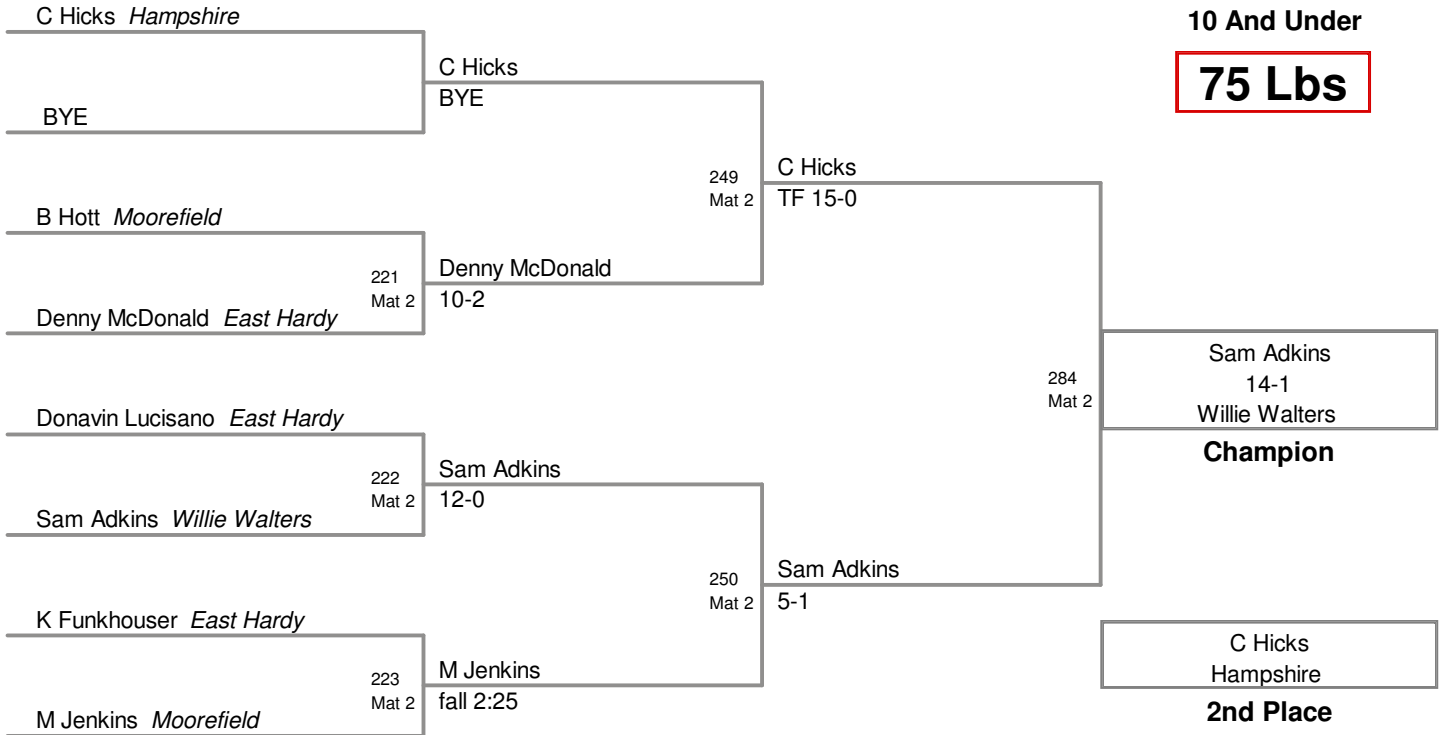 C Hicks Hampshire
BYE
B Hott Moorefield
Denny McDonald East Hardy
Donavin Lucisano East Hardy
Sam Adkins Willie Walters
K Funkhouser East Hardy
M Jenkins Moorefield
C Hicks
BYE
221
Mat 2
Denny McDonald
10-2
222
Mat 2
Sam Adkins
12-0
223
Mat 2
M Jenkins
fall 2:25
249
Mat 2
C Hicks
TF 15-0
250
Mat 2
Sam Adkins
5-1
284
Mat 2
10 And Under
75 Lbs
Sam Adkins
14-1
Willie Walters
Champion
C Hicks
Hampshire
2nd Place